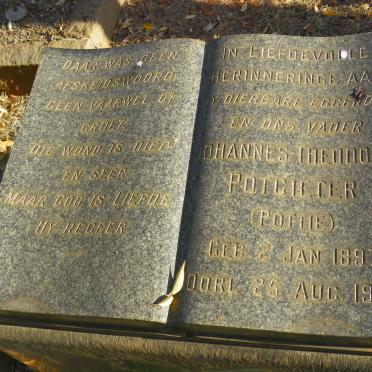 DAAR WAS GEEN
AFSKEIDSWOORD
GEEN VAARWEL OF
GROET
DIE WOND IS DIEP
EN SEER
MAAR GOD IS LIEFDE
HY REGEER
IN LIEFDEVOLLE
HERINNERINGE AA
Y DIERBARE EGGENO
EN ONS VADER
OHANNES THEODO
POTGIETER
(POTTIE)
GEB 2 JAN 189
OORL 25 AUG 19